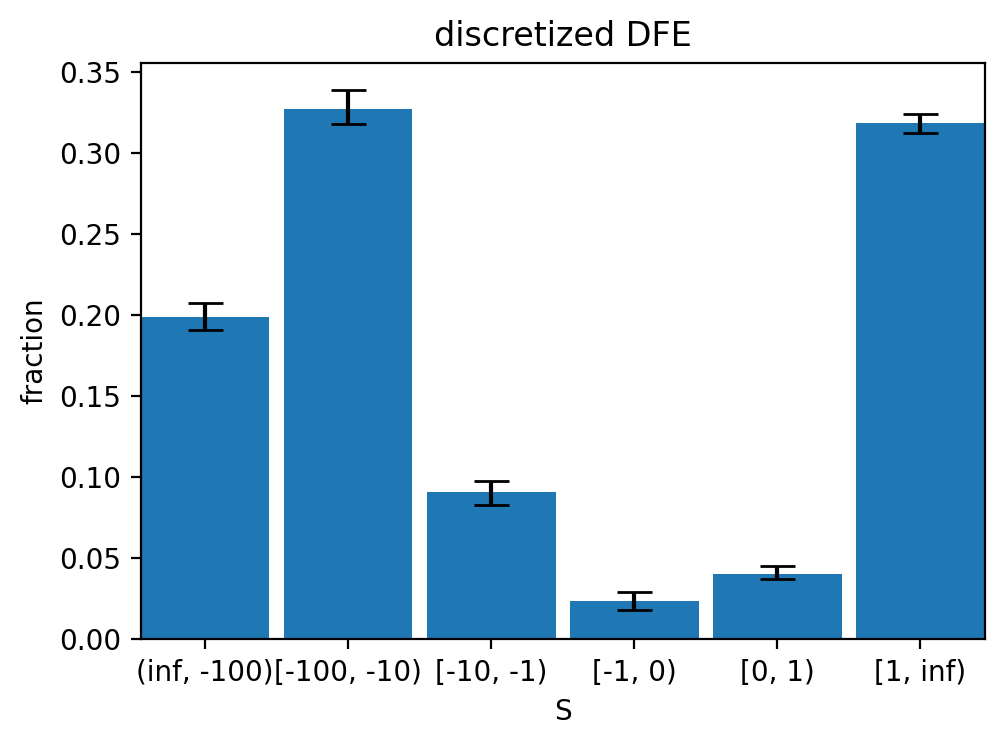 discretized DFE
0.35
0.30
0.25
0.20
0.15
0.10
0.05
0.00
fraction
(inf, -100) [-100, -10) [-10, -1) [-1, 0) [0, 1) [1, inf)
S